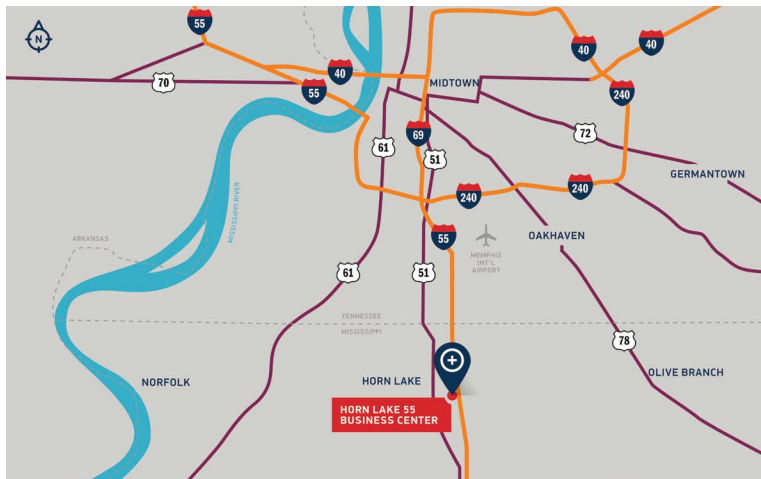 55
N
40
40
40
MIDTOWN
70
55
240
69
72
61
51
GERMANTOWN
240
240
MISSISSIPPI RIVER
55
OAKHAVEN
ARKANSAS
MEMPHIS
INT'L
AIRPORT
61
51
TENNESSEE
MISSISSIPPI
78
NORFOLK
HORN LAKE
OLIVE BRANCH
HORN LAKE 55
BUSINESS CENTER